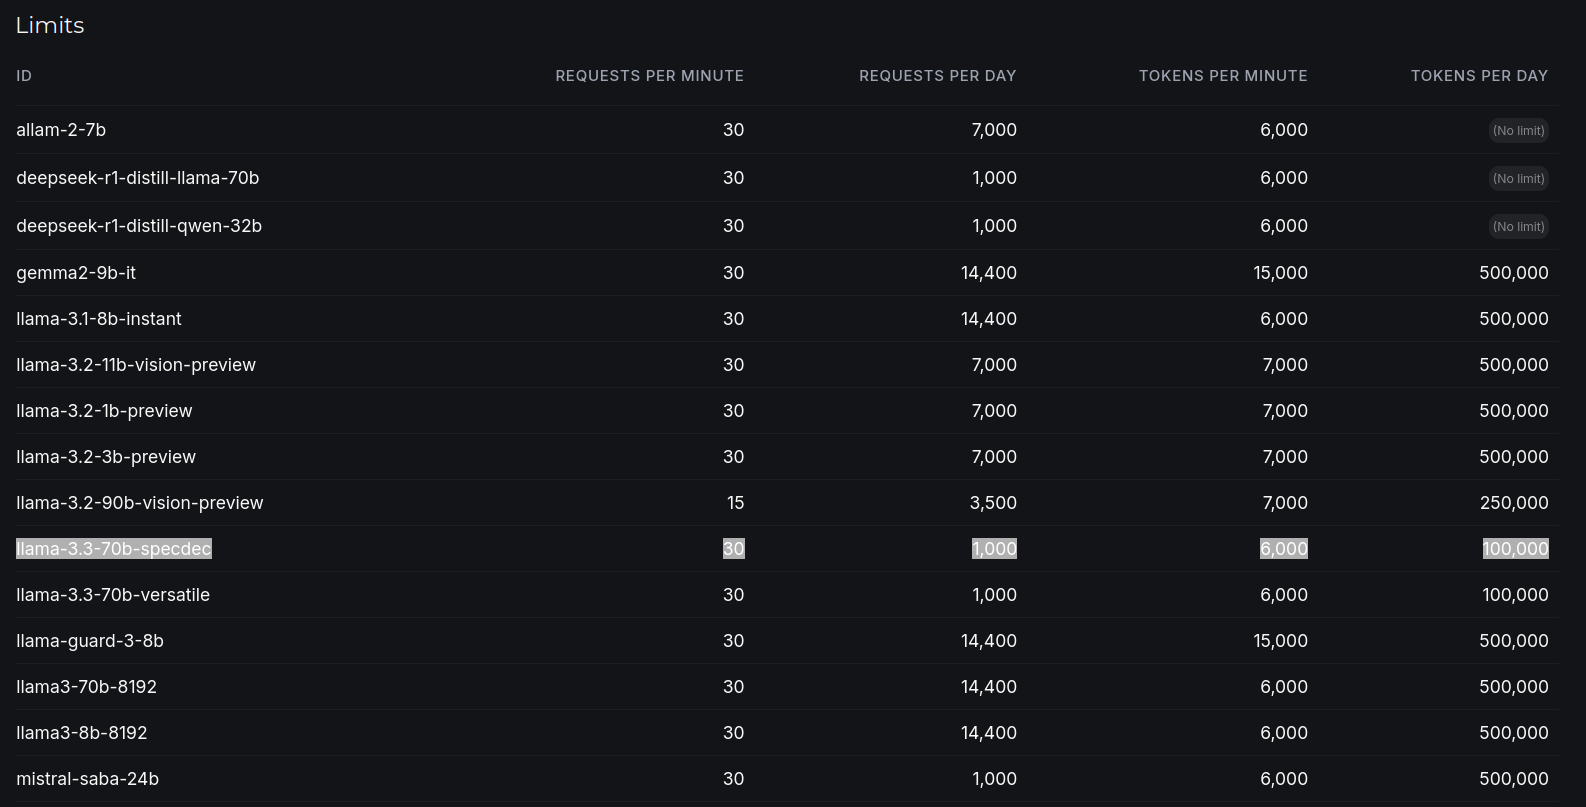 Limits
ID REQUESTS PER MINUTE REQUESTS PER DAY TOKENS PER MINUTE TOKENS PER DAY
allam-2-7b 30 7,000 6,000 (No limit)
deepseek-r1-distill-llama-70b 30 1,000 6,000 (No limit)
deepseek-r1-distill-qwen-32b 30 1,000 6,000 (No limit)
gemma2-9b-it 30 14,400 15,000 500,000
llama-3.1-8b-instant 30 14,400 6,000 500,000
llama-3.2-11b-vision-preview 30 7,000 7,000 500,000
llama-3.2-1b-preview 30 7,000 7,000 500,000
llama-3.2-3b-preview 30 7,000 7,000 500,000
llama-3.2-90b-vision-preview 15 3,500 7,000 250,000
llama-3.3-70b-specdec 30 1,000 6,000 100,000
llama-3.3-70b-versatile 30 1,000 6,000 100,000
llama-guard-3-8b 30 14,400 15,000 500,000
llama3-70b-8192 30 14,400 6,000 500,000
llama3-8b-8192 30 14,400 6,000 500,000
mistral-saba-24b 30 1,000 6,000 500,000